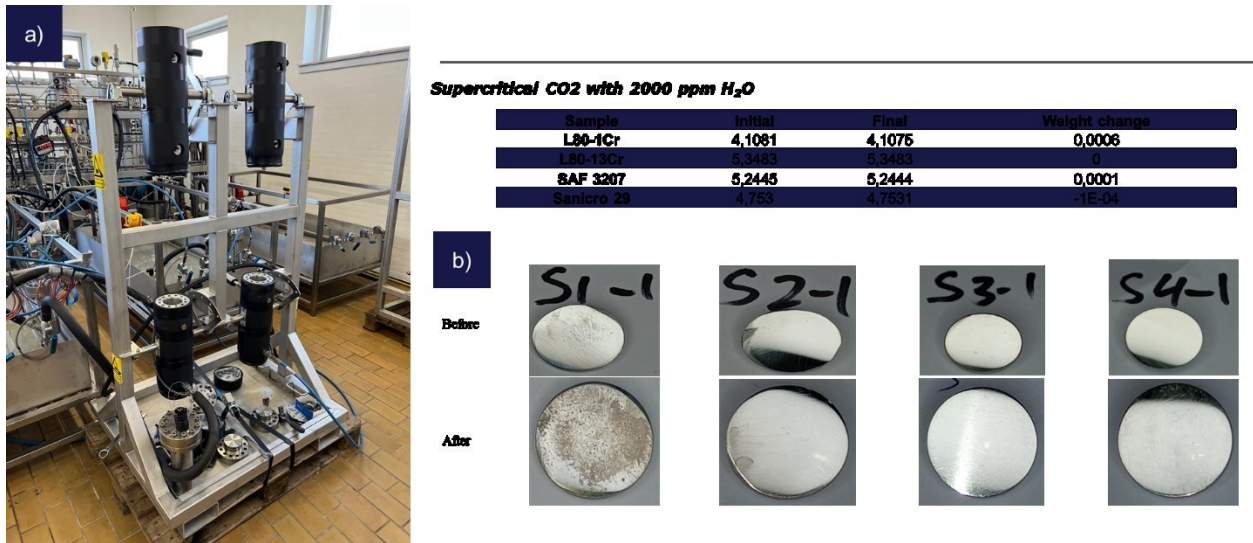 a)
Supercritical CO2 with 2000 ppm H₂O
Sample Initial Final Weight change
L80-1Cr 4,1081 4,1075 0,0006
L80-13Cr 5,3483 5,3483 0
SAF 3207 5,2445 5,2444 0,0001
Sanicro 29 4,753 4,7531 -1E-04
b)
S1-1 S2-1 S3-1 S4-1
Before
After